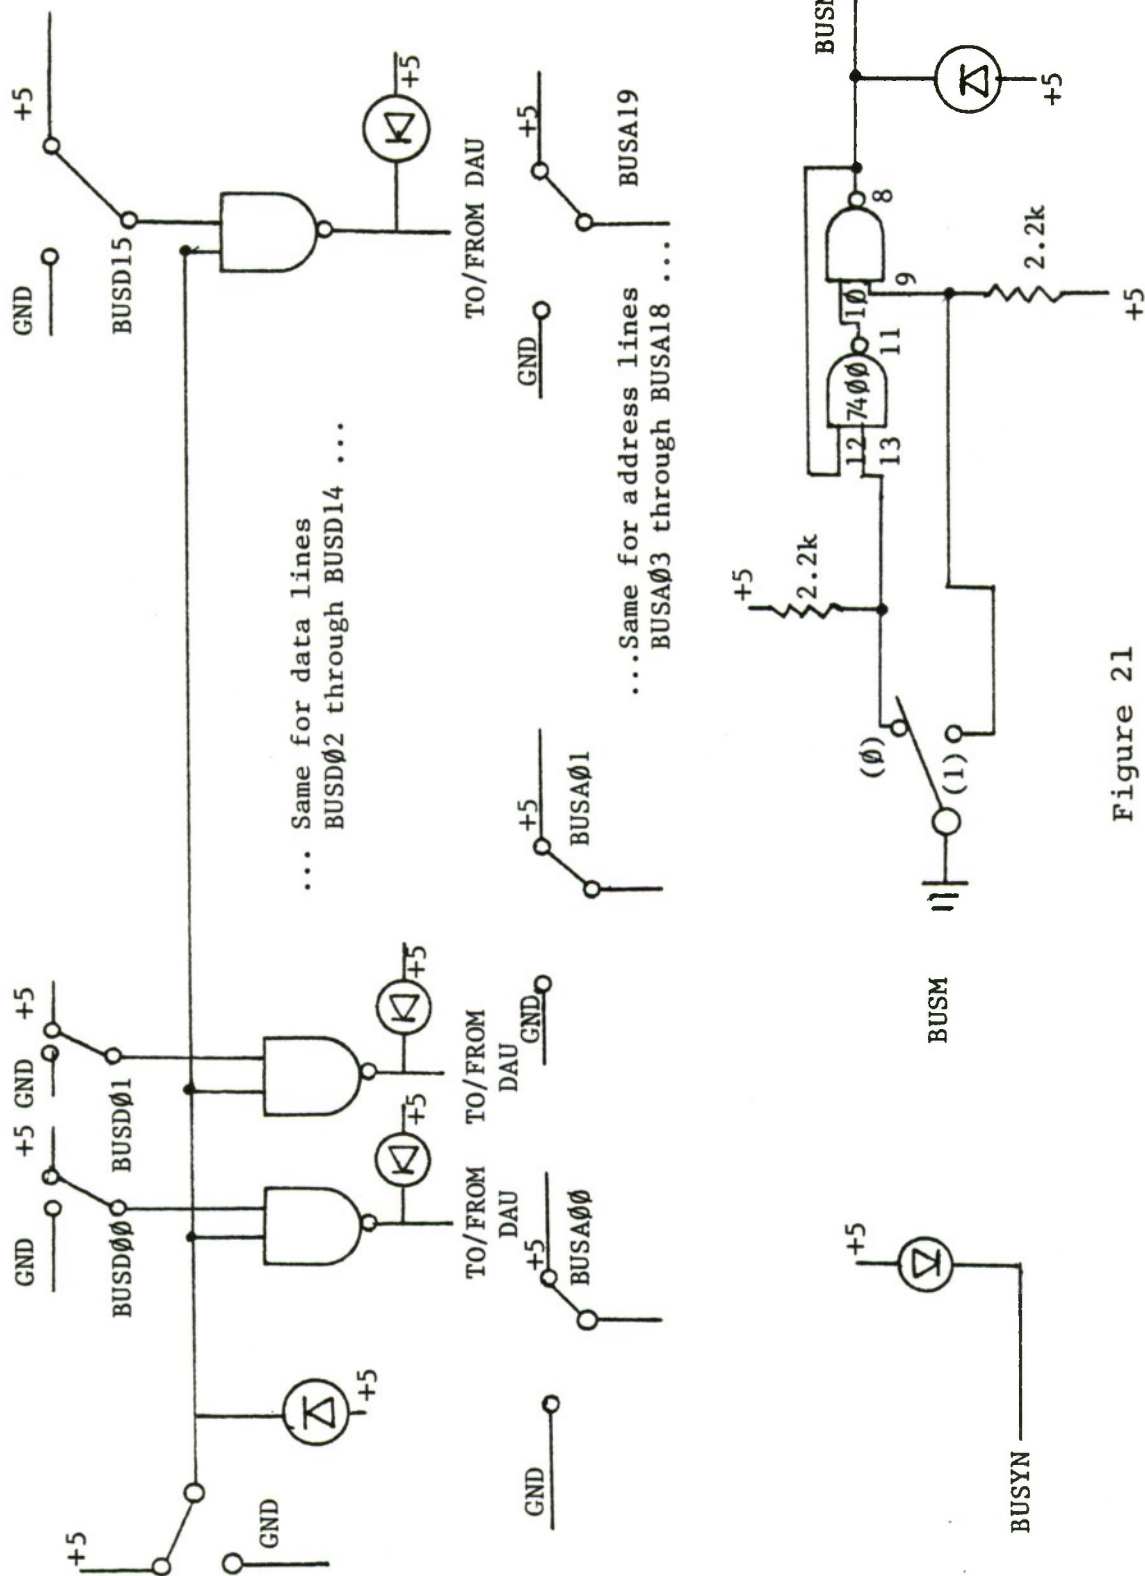 GND
+5
GND
+5
GND
+5
+5
BUSDØØ
BUSDØ1
BUSD15
GND
... Same for data lines
BUSDØ2 through BUSD14 ...
+5
+5
+5
+5
TO/FROM
DAU
TO/FROM
DAU
TO/FROM DAU
GND
+5
GND
+5
GND
+5
BUSAØØ
BUSAØ1
BUSA19
...Same for address lines
BUSAØ3 through BUSA18 ...
+5
2.2k
+5
12
74ØØ
1Ø
13
11
9
8
(Ø)
(1)
BUSM
BUSYN
2.2k
+5
+5
Figure 21